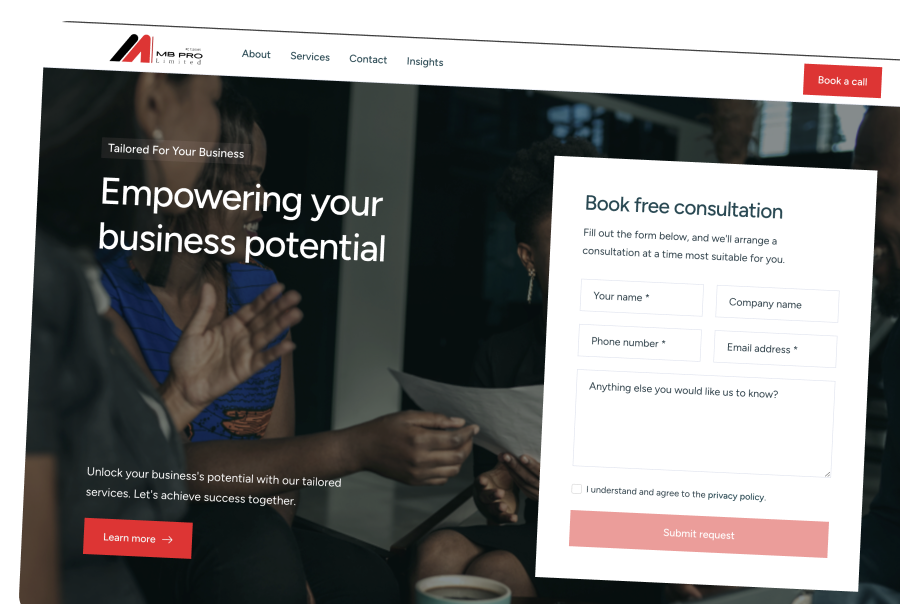 MB PRO
Limited
About
Services
Contact
Insights
Book a call
Tailored For Your Business
Empowering your
business potential
Unlock your business's potential with our tailored
services. Let's achieve success together.
Learn more →
Book free consultation
Fill out the form below, and we'll arrange a
consultation at a time most suitable for you.
Your name *
Company name
Phone number *
Email address *
Anything else you would like us to know?
I understand and agree to the privacy policy.
Submit request